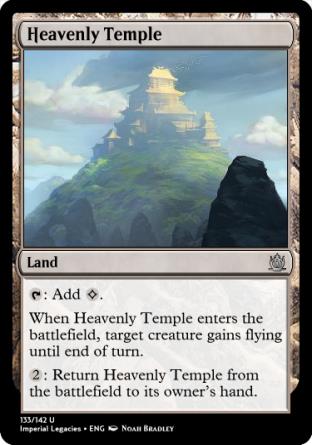 Heavenly Temple
Land
: Add .
When Heavenly Temple enters the
battlefield, target creature gains flying
until end of turn.
2: Return Heavenly Temple from
the battlefield to its owner's hand.
133/142 U
Imperial Legacies • ENG Noah Bradley